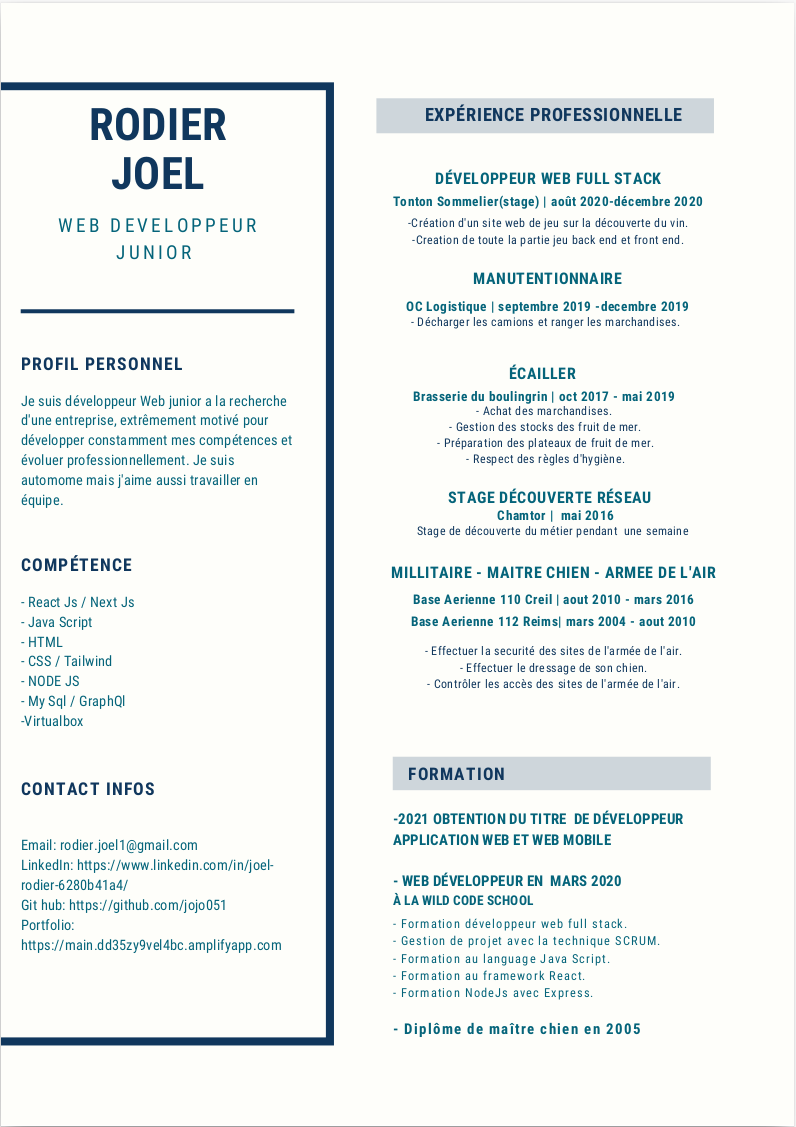 RODIER
JOEL
WEB DEVELOPPEUR
JUNIOR
PROFIL PERSONNEL
Je suis développeur Web junior a la recherche
d'une entreprise, extrêmement motivé pour
développer constamment mes compétences et
évoluer professionnellement. Je suis
automome mais j'aime aussi travailler en
équipe.
COMPÉTENCE
- React Js / Next Js
- Java Script
- HTML
- CSS / Tailwind
- NODE JS
- My Sql / GraphQl
-Virtualbox
CONTACT INFOS
Email: rodier.joel1@gmail.com
LinkedIn: https://www.linkedin.com/in/joel-
rodier-6280b41a4/
Git hub: https://github.com/jojo051
Portfolio:
https://main.dd35zy9vel4bc.amplifyapp.com
EXPÉRIENCE PROFESSIONNELLE
DÉVELOPPEUR WEB FULL STACK
Tonton Sommelier(stage) | août 2020-décembre 2020
-Création d'un site web de jeu sur la découverte du vin.
-Creation de toute la partie jeu back end et front end.
MANUTENTIONNAIRE
OC Logistique | septembre 2019 -decembre 2019
- Décharger les camions et ranger les marchandises.
ÉCAILLER
Brasserie du boulingrin | oct 2017 - mai 2019
- Achat des marchandises.
- Gestion des stocks des fruit de mer.
- Préparation des plateaux de fruit de mer.
- Respect des règles d'hygiène.
STAGE DÉCOUVERTE RÉSEAU
Chamtor | mai 2016
Stage de découverte du métier pendant une semaine
MILLITAIRE - MAITRE CHIEN - ARMEE DE L'AIR
Base Aerienne 110 Creil | aout 2010 - mars 2016
Base Aerienne 112 Reims| mars 2004 - aout 2010
- Effectuer la securité des sites de l'armée de l'air.
- Effectuer le dressage de son chien.
- Contrôler les accès des sites de l'armée de l'air.
FORMATION
-2021 OBTENTION DU TITRE DE DÉVELOPPEUR
APPLICATION WEB ET WEB MOBILE
- WEB DÉVELOPPEUR EN MARS 2020
À LA WILD CODE SCHOOL
- Formation développeur web full stack.
- Gestion de projet avec la technique SCRUM.
- Formation au language Java Script.
- Formation au framework React.
- Formation NodeJs avec Express.
- Diplôme de maître chien en 2005